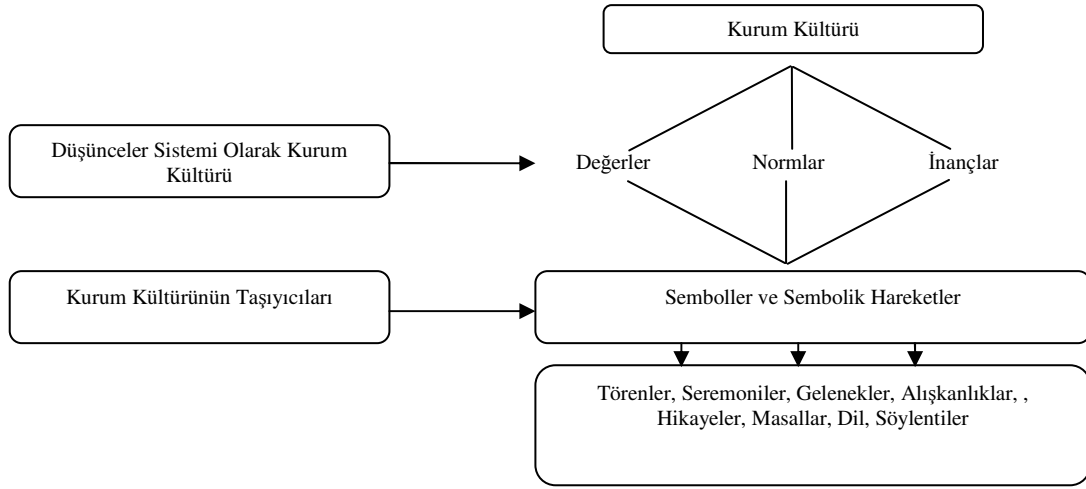 Kurum Kültürü
Düşünceler Sistemi Olarak Kurum
Kültürü
Değerler
Normlar
İnançlar
Kurum Kültürünün Taşıyıcıları
Semboller ve Sembolik Hareketler
Törenler, Seremoniler, Gelenekler, Alışkanlıklar, ,
Hikayeler, Masallar, Dil, Söylentiler